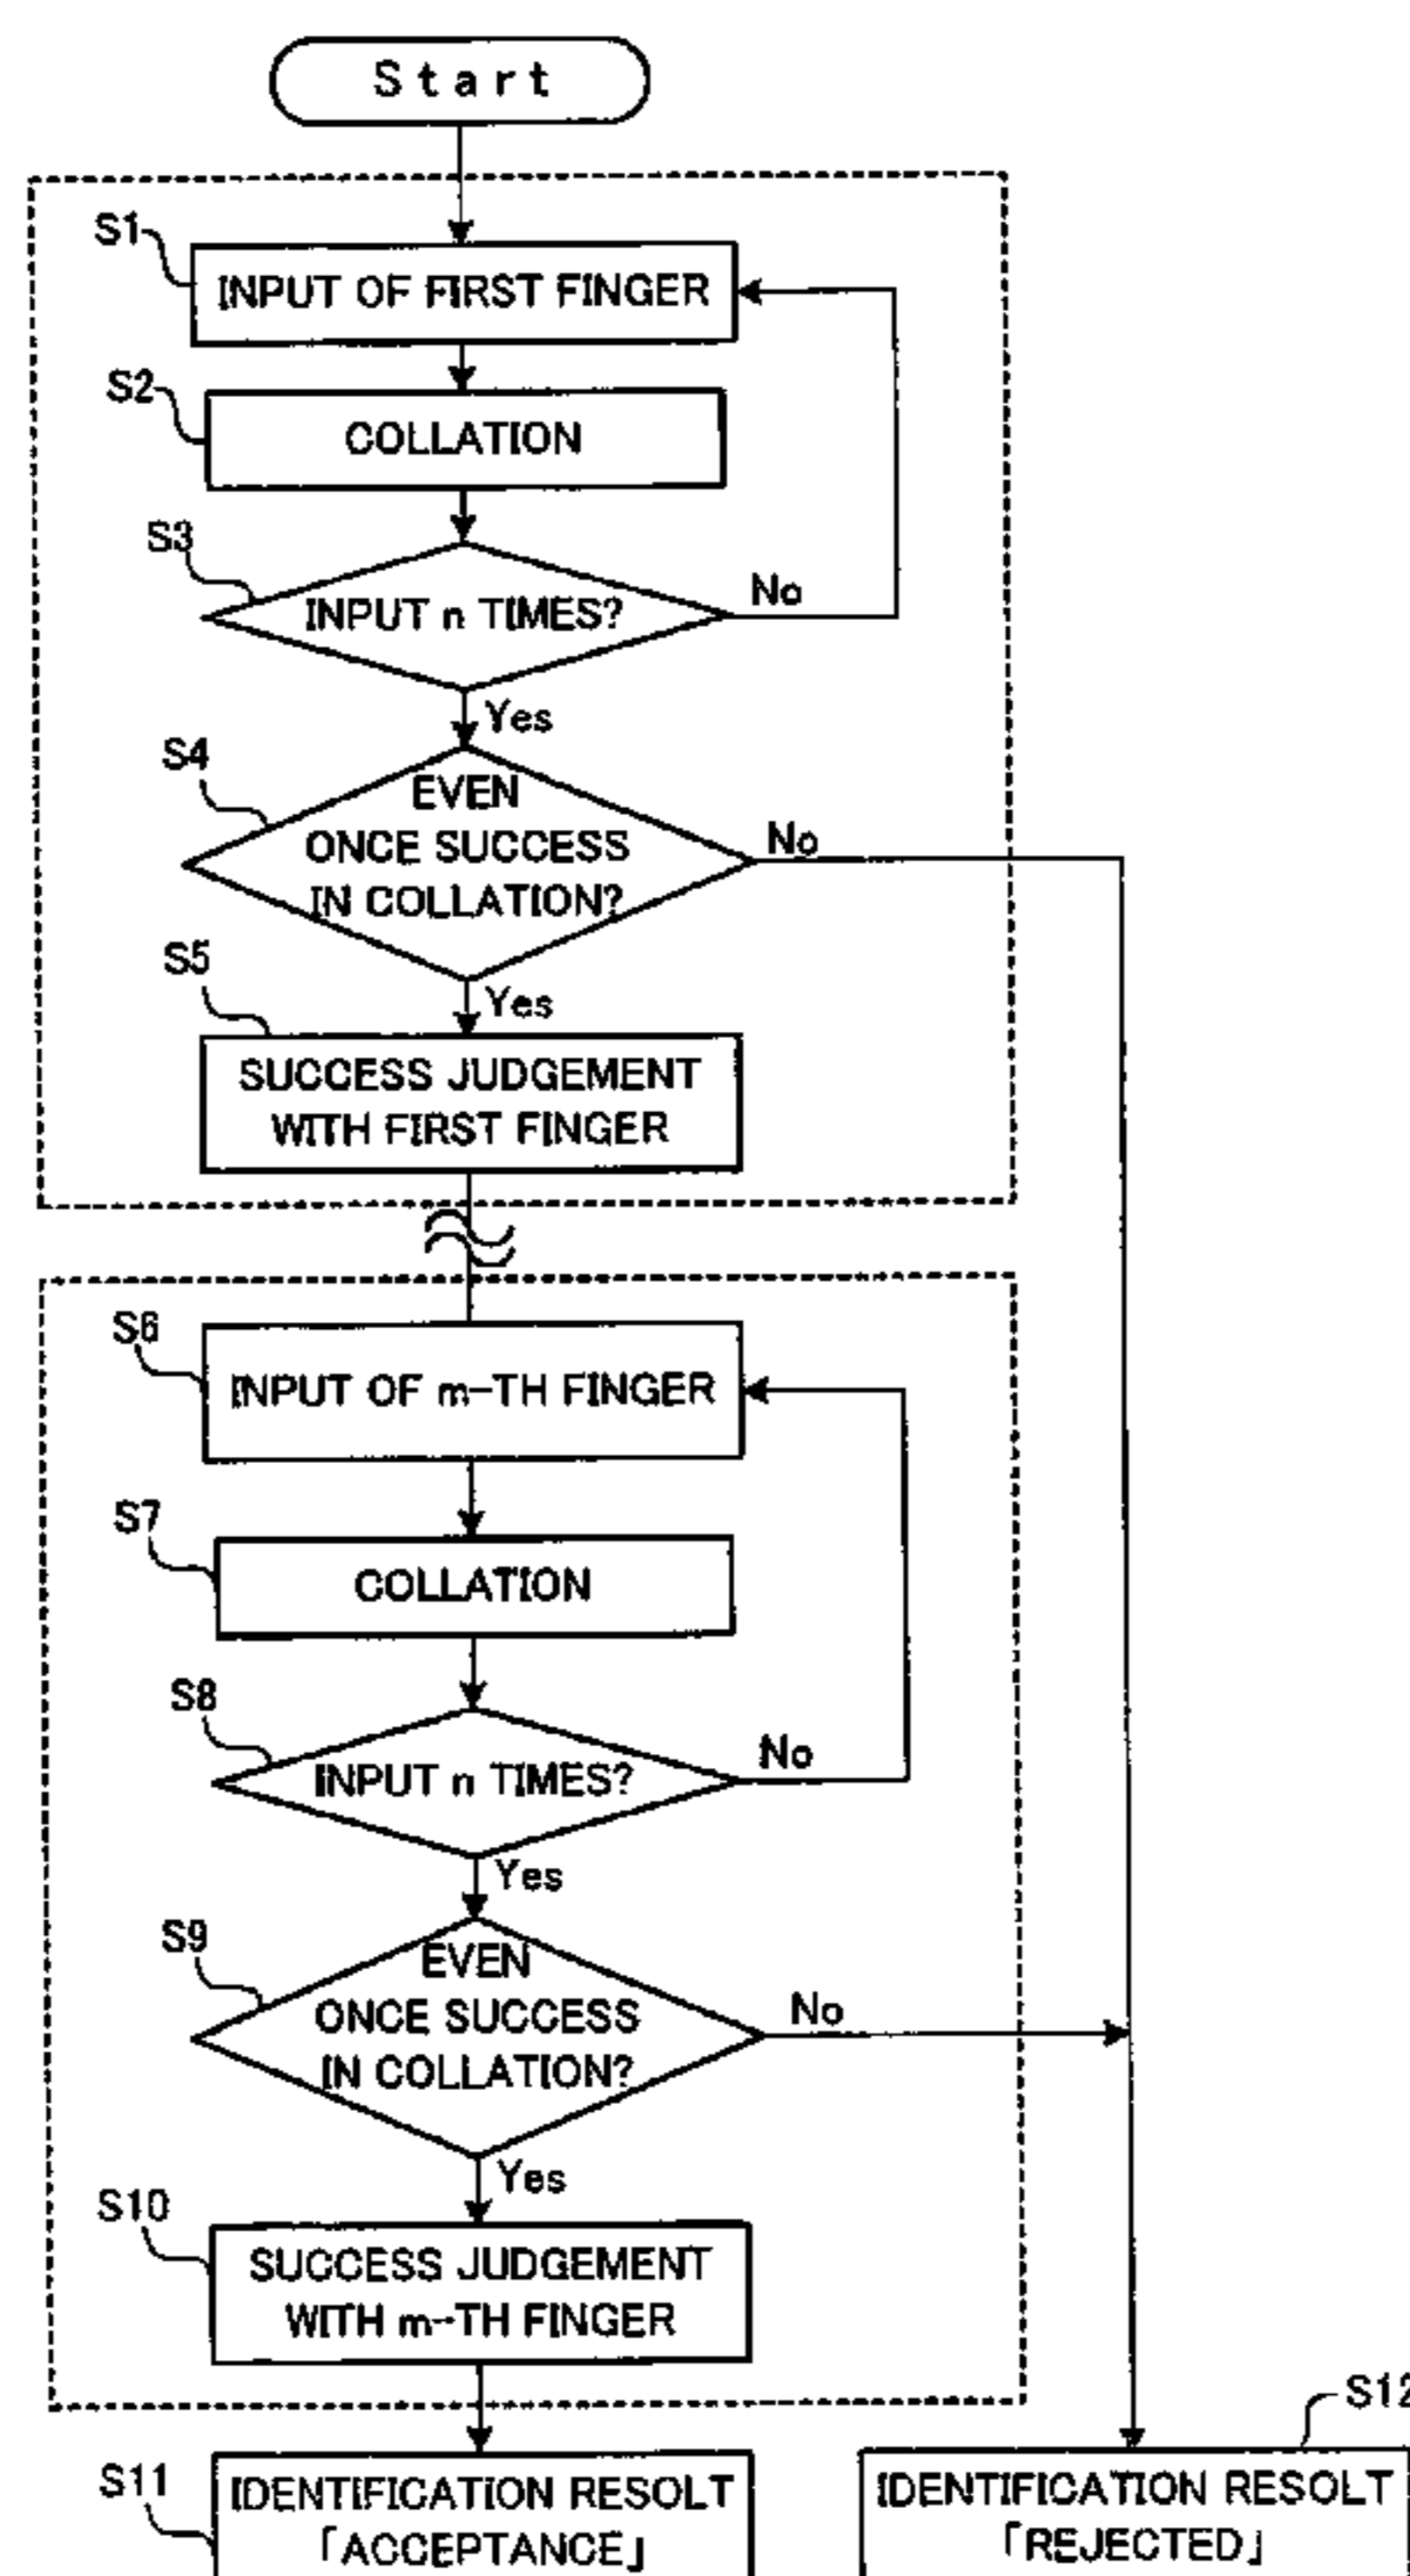 Start
S1
INPUT OF FIRST FINGER
S2
COLLATION
S3
INPUT n TIMES?
No
Yes
S4
EVEN
ONCE SUCCESS
IN COLLATION?
No
Yes
S5
SUCCESS JUDGEMENT
WITH FIRST FINGER
S6
INPUT OF m-TH FINGER
S7
COLLATION
S8
INPUT n TIMES?
No
Yes
S9
EVEN
ONCE SUCCESS
IN COLLATION?
No
Yes
S10
SUCCESS JUDGEMENT
WITH m-TH FINGER
S11
IDENTIFICATION RESOLT
「ACCEPTANCE」
S12
IDENTIFICATION RESOLT
「REJECTED」